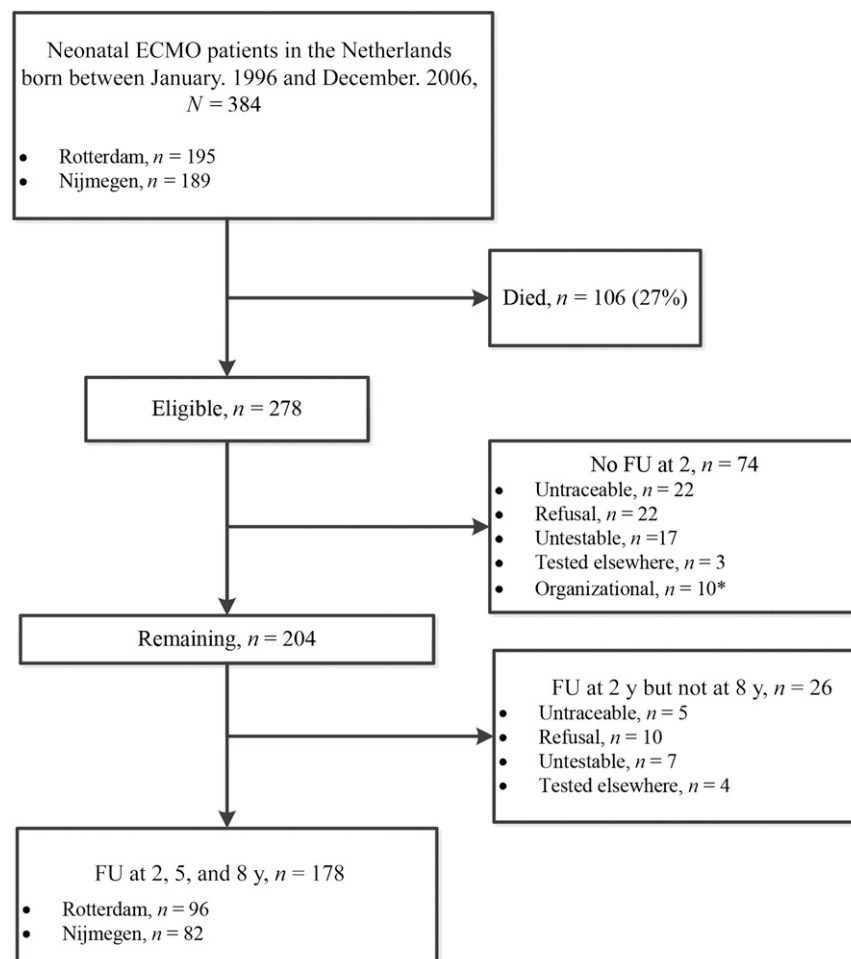 Neonatal ECMO patients in the Netherlands
born between January. 1996 and December. 2006,
N = 384
• Rotterdam, n = 195
• Nijmegen, n = 189
Died, n = 106 (27%)
Eligible, n = 278
No FU at 2, n = 74
• Untraceable, n = 22
• Refusal, n = 22
• Untestable, n =17
• Tested elsewhere, n = 3
• Organizational, n = 10*
Remaining, n = 204
FU at 2 y but not at 8 y, n = 26
• Untraceable, n = 5
• Refusal, n = 10
• Untestable, n = 7
• Tested elsewhere, n = 4
FU at 2, 5, and 8 y, n = 178
• Rotterdam, n = 96
• Nijmegen, n = 82